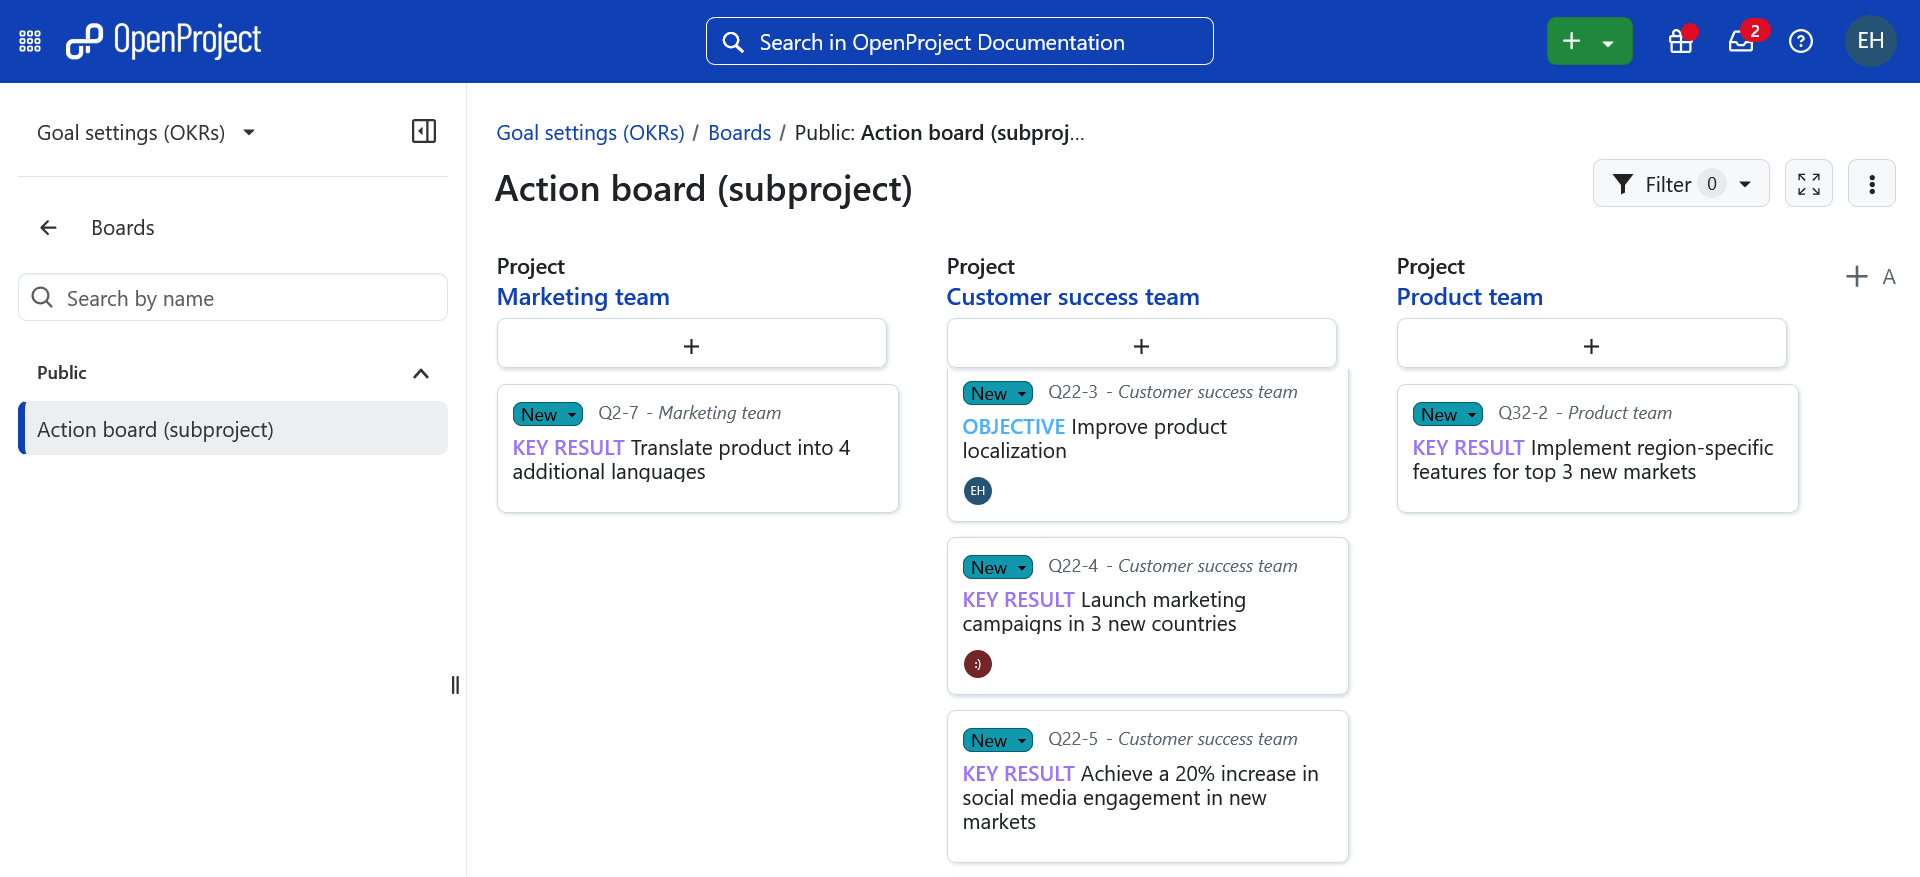 OpenProject
Search in OpenProject Documentation
2
EH
Goal settings (OKRs)
Boards
Search by name
Public
Action board (subproject)
Goal settings (OKRs) / Boards / Public: Action board (subproj...
Action board (subproject)
Filter 0
Project
Marketing team
New Q2-7 - Marketing team
KEY RESULT Translate product into 4
additional languages
Project
Customer success team
New Q22-3 - Customer success team
OBJECTIVE Improve product
localization
EH
New Q22-4 - Customer success team
KEY RESULT Launch marketing
campaigns in 3 new countries
:)
New Q22-5 - Customer success team
KEY RESULT Achieve a 20% increase in
social media engagement in new
markets
Project
Product team
New Q32-2 - Product team
KEY RESULT Implement region-specific
features for top 3 new markets
+ A